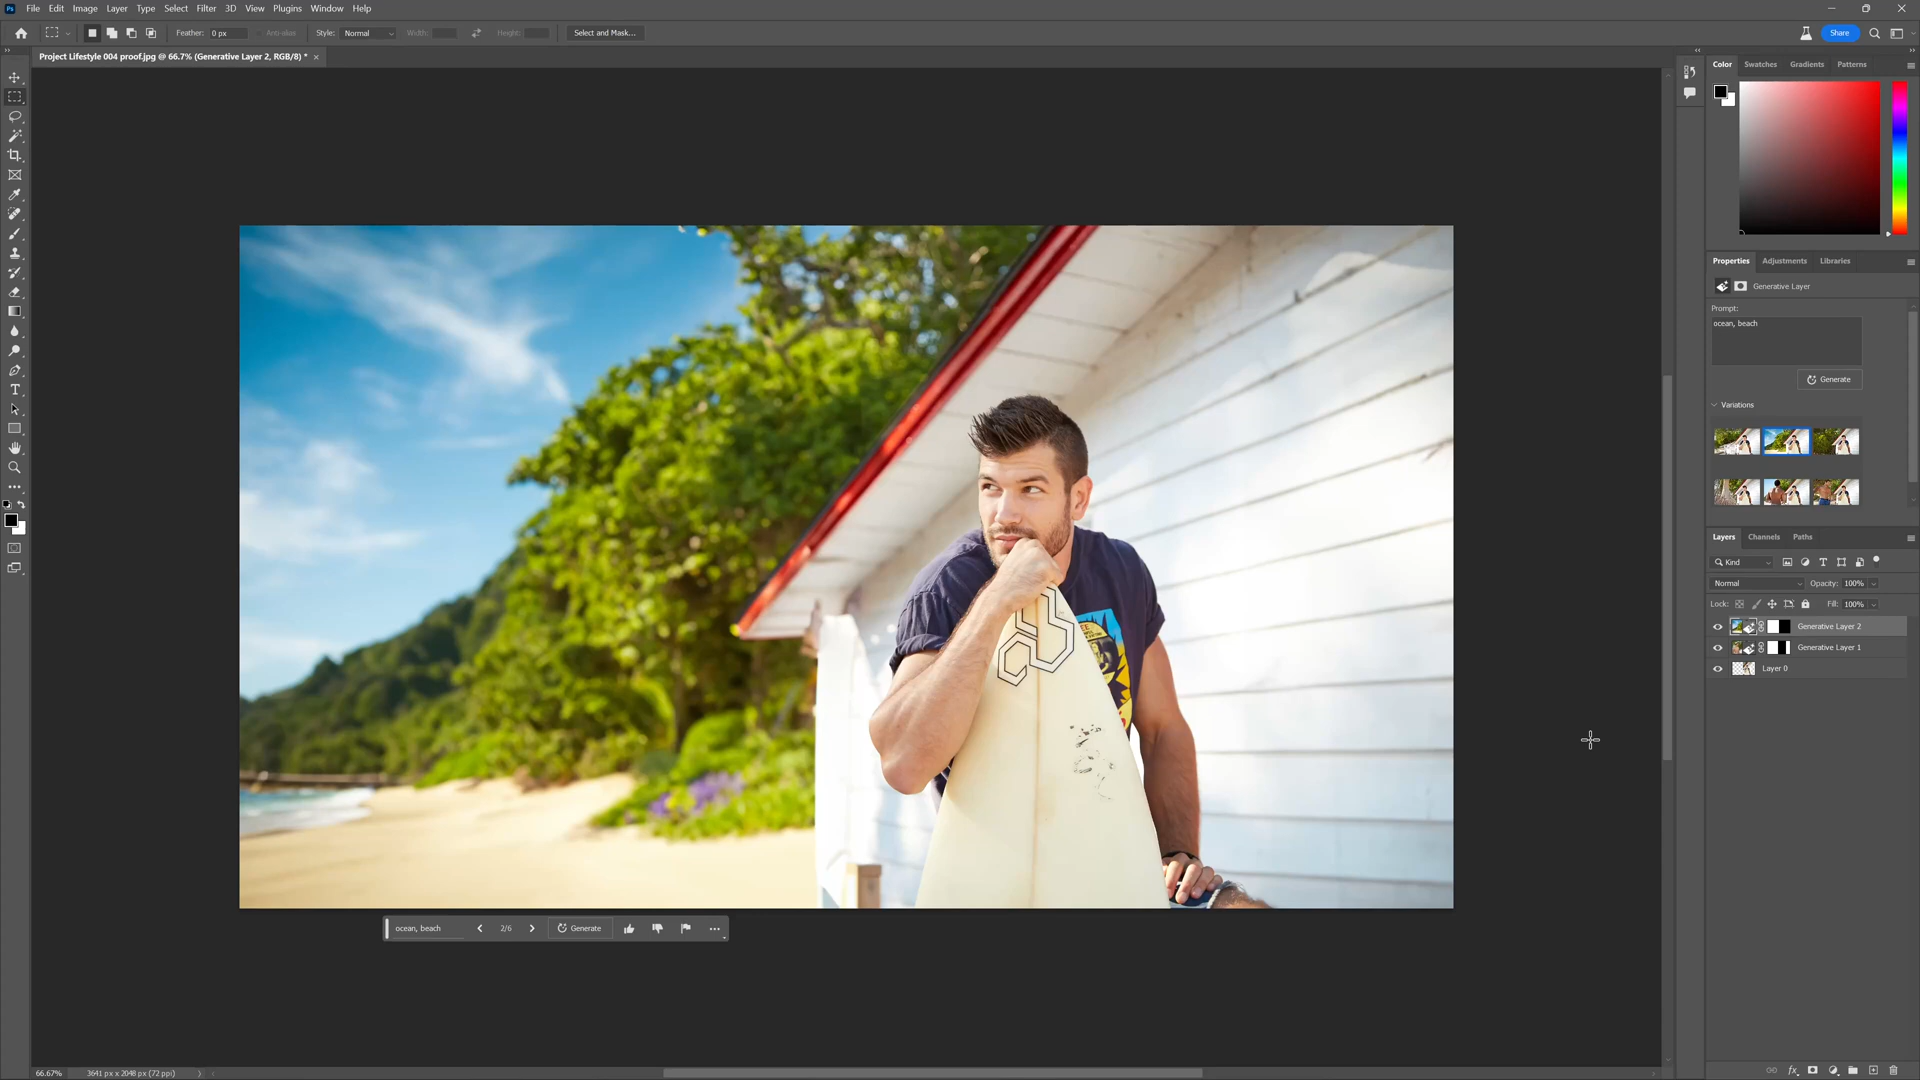 Ps File Edit Image Layer Type Select Filter 3D View Plugins Window Help
Feather: 0 px Anti-alias Style: Normal Width: Height: Select and Mask... Share
Project Lifestyle 004 proof.jpg @ 66.7% (Generative Layer 2, RGB/8) *
Color Swatches Gradients Patterns
Properties Adjustments Libraries
Generative Layer
Prompt:
ocean, beach
Generate
Variations
Layers Channels Paths
Kind
Normal Opacity: 100%
Lock: Fill: 100%
Generative Layer 2
Generative Layer 1
Layer 0
ocean, beach 2/6 Generate
66.67% 3641 px x 2048 px (72 ppi)